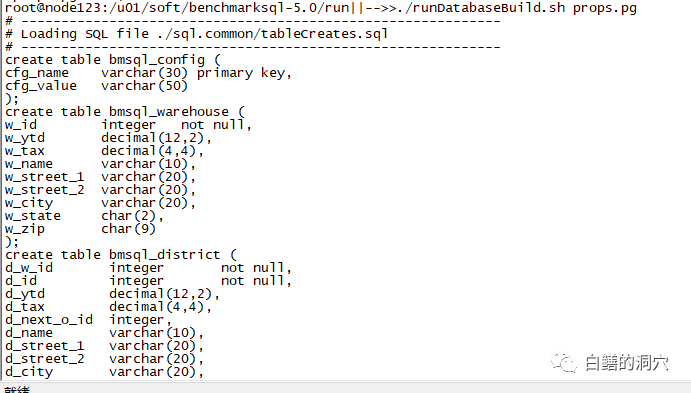 root@node123:/u01/soft/benchmarksql-5.0/run||-->>./runDatabaseBuild.sh props.pg
# ------------------------------------------------------------
# Loading SQL file ./sql.common/tableCreates.sql
# ------------------------------------------------------------
create table bmsql_config (
cfg_name    varchar(30) primary key,
cfg_value   varchar(50)
);
create table bmsql_warehouse (
w_id        integer   not null,
w_ytd       decimal(12,2),
w_tax       decimal(4,4),
w_name      varchar(10),
w_street_1  varchar(20),
w_street_2  varchar(20),
w_city      varchar(20),
w_state     char(2),
w_zip       char(9)
);
create table bmsql_district (
d_w_id       integer       not null,
d_id         integer       not null,
d_ytd        decimal(12,2),
d_tax        decimal(4,4),
d_next_o_id  integer,
d_name       varchar(10),
d_street_1   varchar(20),
d_street_2   varchar(20),
d_city       varchar(20),
白鳝的洞穴
就绪